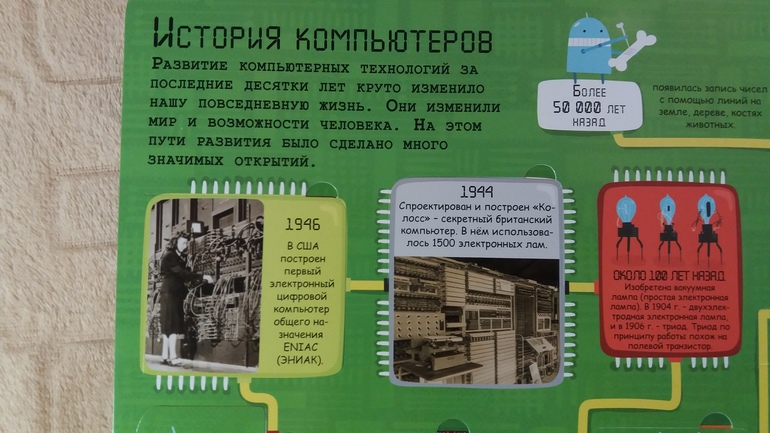 История компьютеров
Развитие компьютерных технологий за
последние десятки лет круто изменило
нашу повседневную жизнь. Они изменили
мир и возможности человека. На этом
пути развития было сделано много
значимых открытий.
Более
50 000 лет
назад
появилась запись чисел
с помощью линий на
земле, дереве, костях
животных.
1946
В США
построен
первый
электронный
цифровой
компьютер
общего на-
значения
ENIAC
(ЭНИАК).
1944
Спроектирован и построен «Ко-
лосс» – секретный британский
компьютер. В нём использова-
лось 1500 электронных лам.
Около 100 лет назад
Изобретена вакуумная
лампа (простая электронная
лампа). В 1904 г. - двухэлек-
тродная электронная лампа,
и в 1906 г. - триод. Триод по
принципу работы похож на
полевой транзистор.